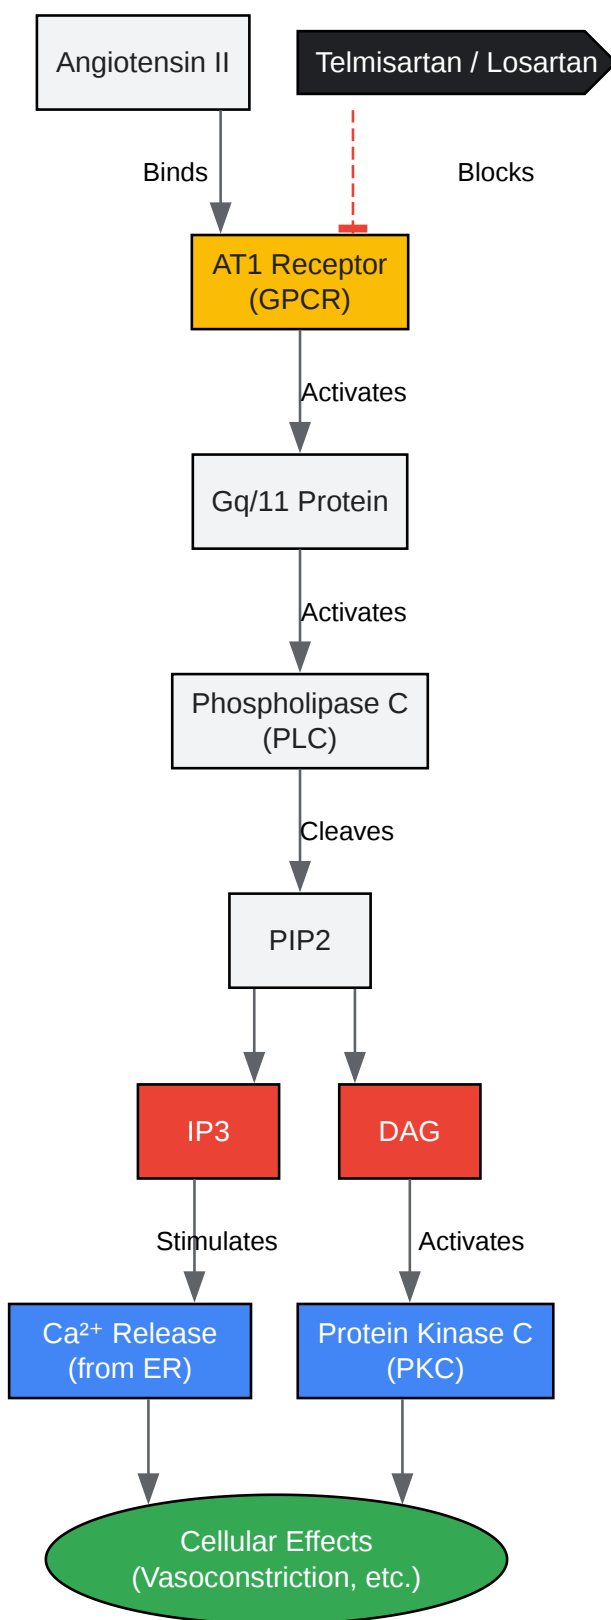 Angiotensin II
Telmisartan / Losartan
Binds
Blocks
AT1 Receptor
(GPCR)
Activates
Gq/11 Protein
Activates
Phospholipase C
(PLC)
Cleaves
PIP2
IP3
DAG
Stimulates
Activates
Ca²⁺ Release
(from ER)
Protein Kinase C
(PKC)
Cellular Effects
(Vasoconstriction, etc.)